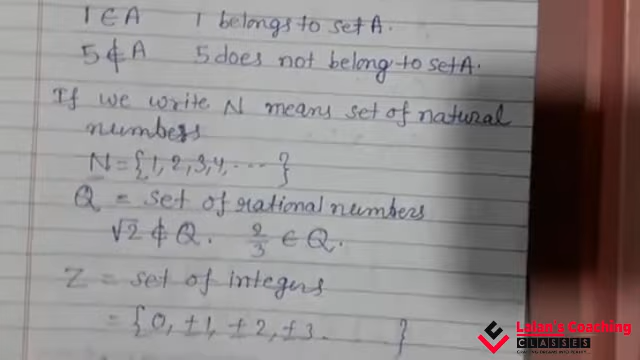 1 ∈ A 1 belongs to set A.
5 ∉ A 5 does not belong to set A.
If we write N means set of natural
numbers
N = {1, 2, 3, 4, ....}
Q = set of rational numbers
√2 ∉ Q. 2/3 ∈ Q.
Z = set of integers
= {0, ±1, ±2, ±3. }
Lalan's Coaching
CLASSES